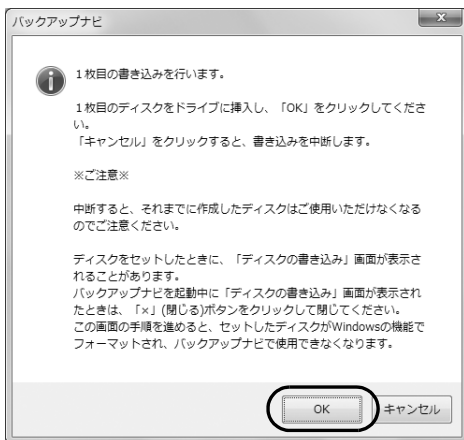 バックアップナビ
x
1枚目の書き込みを行います。
1枚目のディスクをドライブに挿入し、「OK」をクリックしてくださ
い。
「キャンセル」をクリックすると、書き込みを中断します。
※ご注意※
中断すると、それまでに作成したディスクはご使用いただけなくなる
のでご注意ください。
ディスクをセットしたときに、「ディスクの書き込み」画面が表示さ
れることがあります。
バックアップナビを起動中に「ディスクの書き込み」画面が表示され
たときは、「×」(閉じる)ボタンをクリックして閉じてください。
この画面の手順を進めると、セットしたディスクがWindowsの機能で
フォーマットされ、バックアップナビで使用できなくなります。
OK
キャンセル